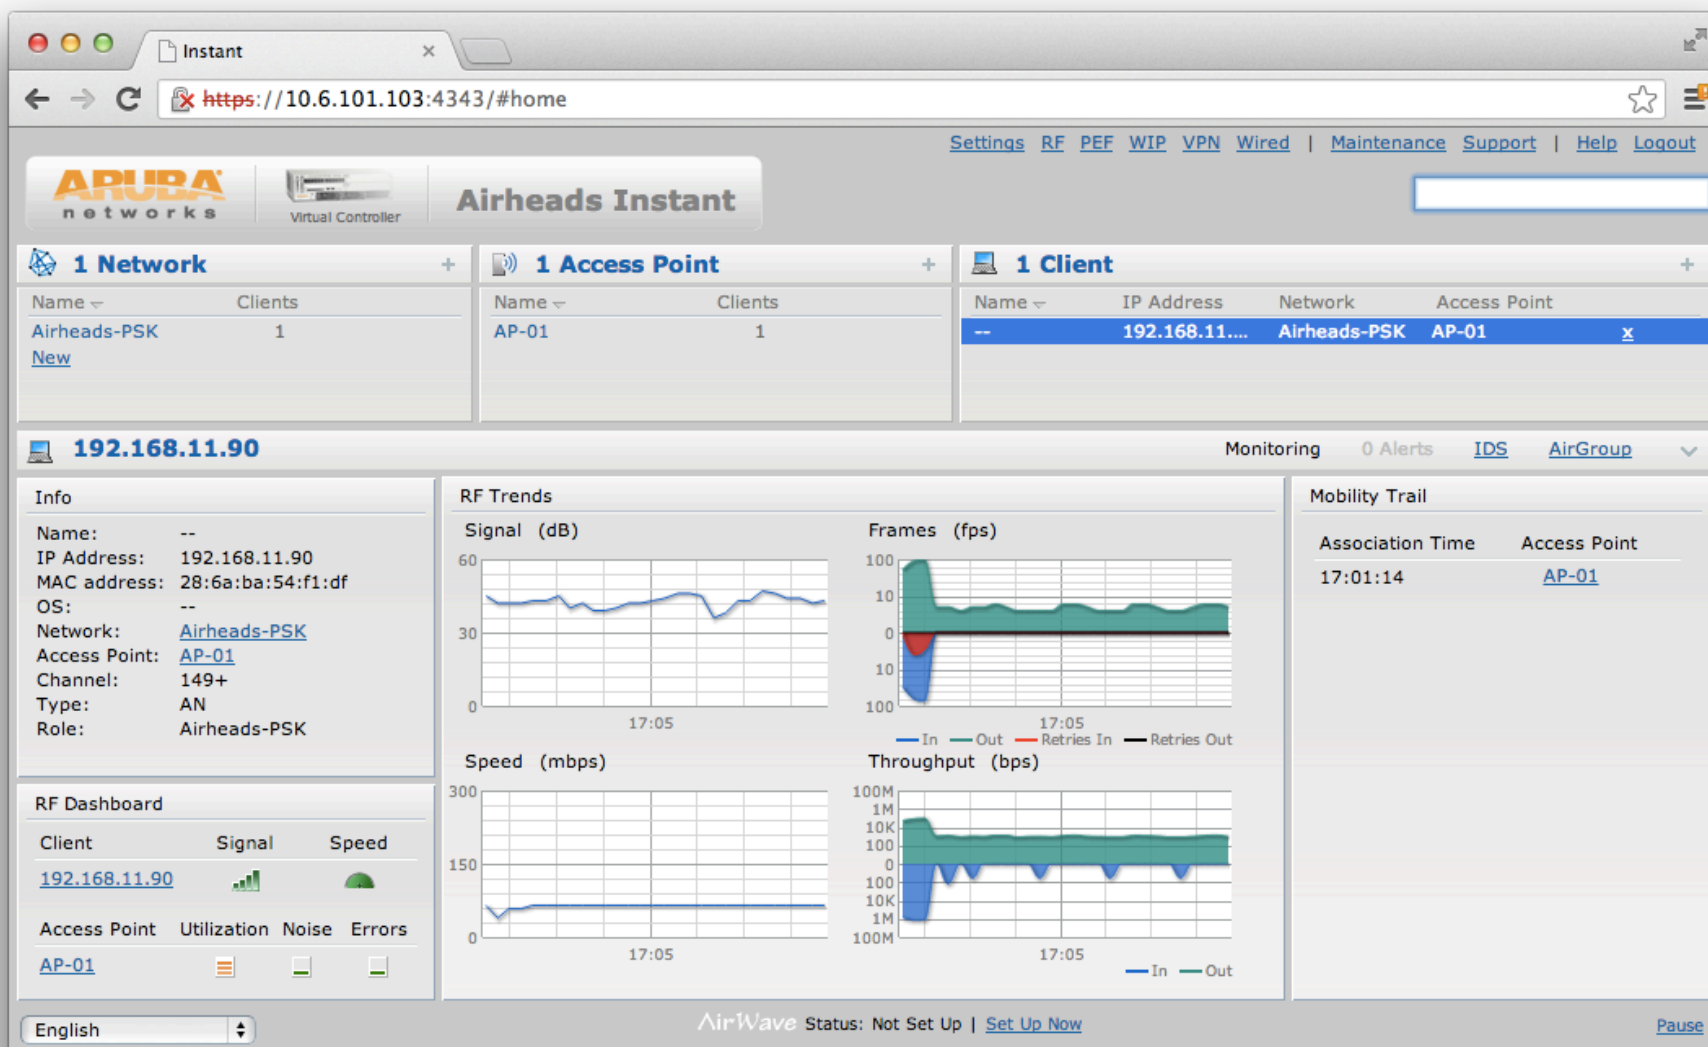 Instant
https://10.6.101.103:4343/#home
Settings RF PEF WIP VPN Wired | Maintenance Support | Help Logout
ARUBA
networks
Virtual Controller
Airheads Instant
1 Network
Name Clients
Airheads-PSK 1
New
1 Access Point
Name Clients
AP-01 1
1 Client
Name IP Address Network Access Point
-- 192.168.11.... Airheads-PSK AP-01 x
192.168.11.90
Monitoring 0 Alerts IDS AirGroup
Info
Name: --
IP Address: 192.168.11.90
MAC address: 28:6a:ba:54:f1:df
OS: --
Network: Airheads-PSK
Access Point: AP-01
Channel: 149+
Type: AN
Role: Airheads-PSK
RF Dashboard
Client Signal Speed
192.168.11.90
Access Point Utilization Noise Errors
AP-01
RF Trends
Signal (dB)
60
30
0
17:05
Frames (fps)
100
10
0
10
100
17:05
In Out Retries In Retries Out
Speed (mbps)
300
150
0
17:05
Throughput (bps)
100M
1M
10K
100
0
100
10K
1M
100M
17:05
In Out
Mobility Trail
Association Time Access Point
17:01:14 AP-01
English
AirWave Status: Not Set Up | Set Up Now
Pause